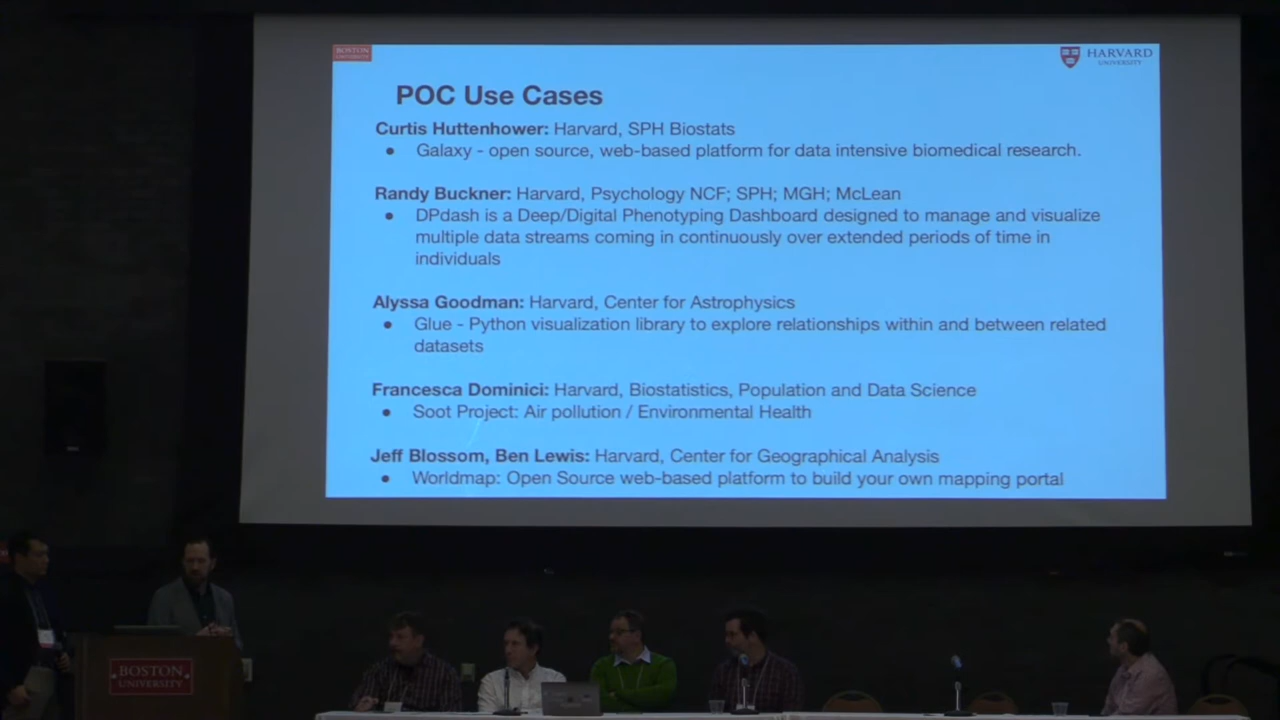 BOSTON
UNIVERSITY
HARVARD
UNIVERSITY
POC Use Cases
Curtis Huttenhower: Harvard, SPH Biostats
● Galaxy - open source, web-based platform for data intensive biomedical research.
Randy Buckner: Harvard, Psychology NCF; SPH; MGH; McLean
● DPdash is a Deep/Digital Phenotyping Dashboard designed to manage and visualize
multiple data streams coming in continuously over extended periods of time in
individuals
Alyssa Goodman: Harvard, Center for Astrophysics
● Glue - Python visualization library to explore relationships within and between related
datasets
Francesca Dominici: Harvard, Biostatistics, Population and Data Science
● Soot Project: Air pollution / Environmental Health
Jeff Blossom, Ben Lewis: Harvard, Center for Geographical Analysis
● Worldmap: Open Source web-based platform to build your own mapping portal
BOSTON
UNIVERSITY